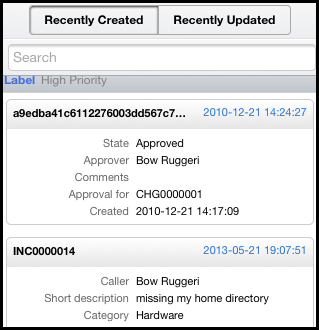 Recently Created Recently Updated
Search
Label High Priority
a9edba41c6112276003dd567c7... 2010-12-21 14:24:27
State Approved
Approver Bow Ruggeri
Comments
Approval for CHG0000001
Created 2010-12-21 14:17:09
INC0000014 2013-05-21 19:07:51
Caller Bow Ruggeri
Short description missing my home directory
Category Hardware